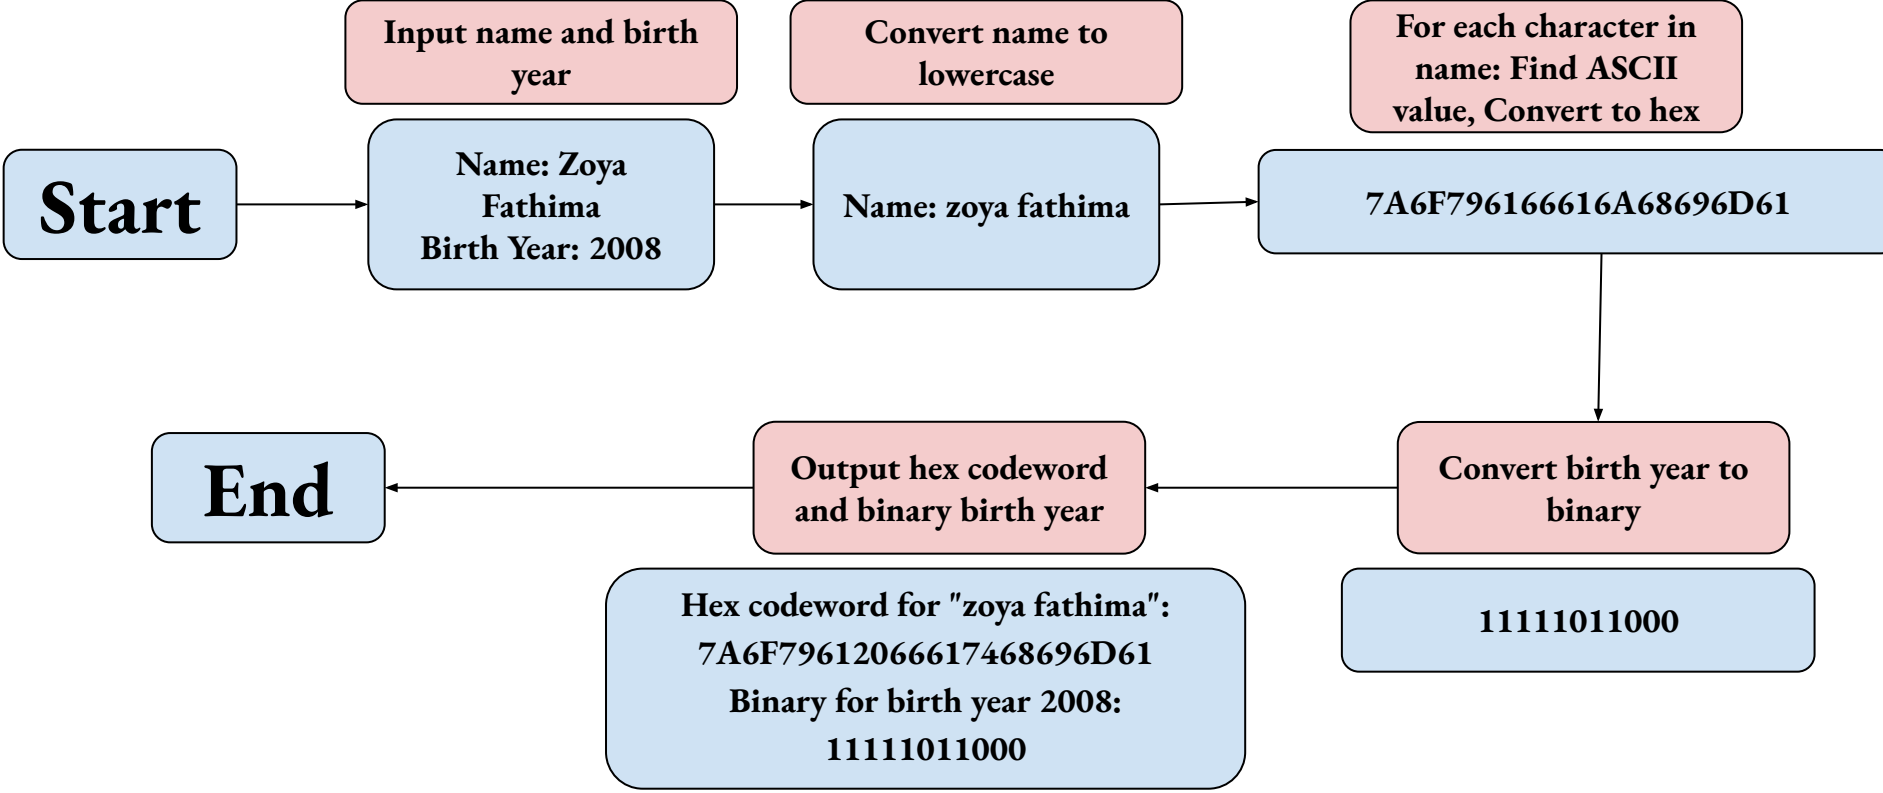 Input name and birth
year
Convert name to
lowercase
For each character in
name: Find ASCII
value, Convert to hex
Start
Name: Zoya
Fathima
Birth Year: 2008
Name: zoya fathima
7A6F796166616A68696D61
End
Output hex codeword
and binary birth year
Convert birth year to
binary
Hex codeword for "zoya fathima":
7A6F79612066617468696D61
Binary for birth year 2008:
11111011000
11111011000